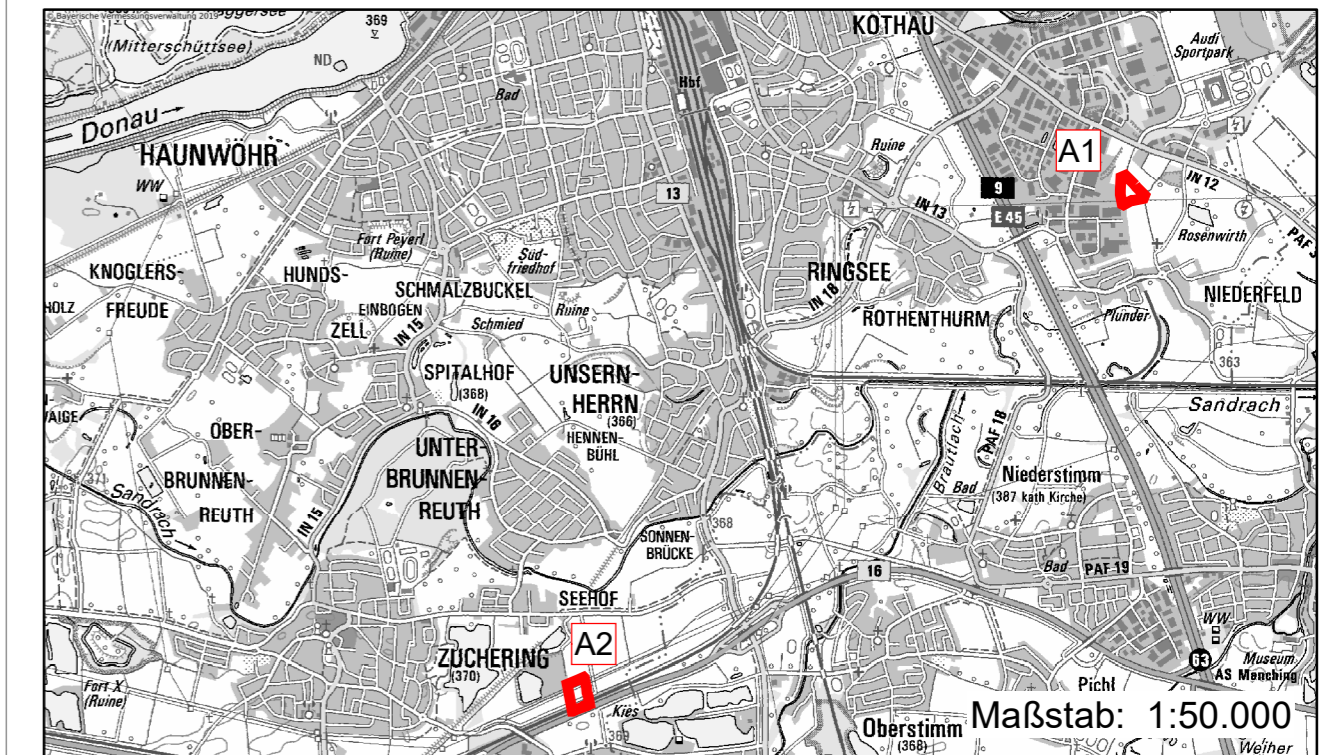 © Bayerische Vermessungsverwaltung 2019
369
KOTHAU
(Mitterschüttsee)
ND
Audi
Sportpark
Hbf
Bad
Donau
HAUNWÖHR
WW
Ruine
A1
13
9
E 45
IN 13
IN 12
Rosenwirth
Fort Peyerl
(Ruine)
Süd-
friedhof
KNOGLERS-
FREUDE
HUNDS-
ZELL
SCHMALZBUCKEL
EINBOGEN
IN 15
Schmied
Ruine
RINGSEE
IN 18
ROTHENTHURM
Plünder
NIEDERFELD
363
HOLZ
SPITALHOF
(368)
IN 16
UNSERN-
HERRN
(366)
HENNEN-
BÜHL
Sandrach
OBER-
BRUNNEN-
REUTH
UNTER-
BRUNNEN-
REUTH
371
Sandrach
IN 15
Brautlach
PAF 18
Bad
Niederstimm
(387 kath Kirche)
368
SONNEN-
BRÜCKE
16
Bad
PAF 19
SEEHOF
A2
ZUCHERING
(370)
WW
63
Museum
AS Manching
Fort X
(Ruine)
Kies
369
Pichl
Oberstimm
(368)
Maßstab: 1:50.000
Weiher